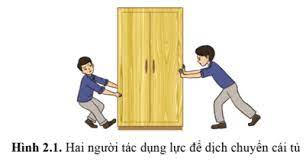 Hình 2.1. Hai người tác dụng lực để dịch chuyển cái tủ